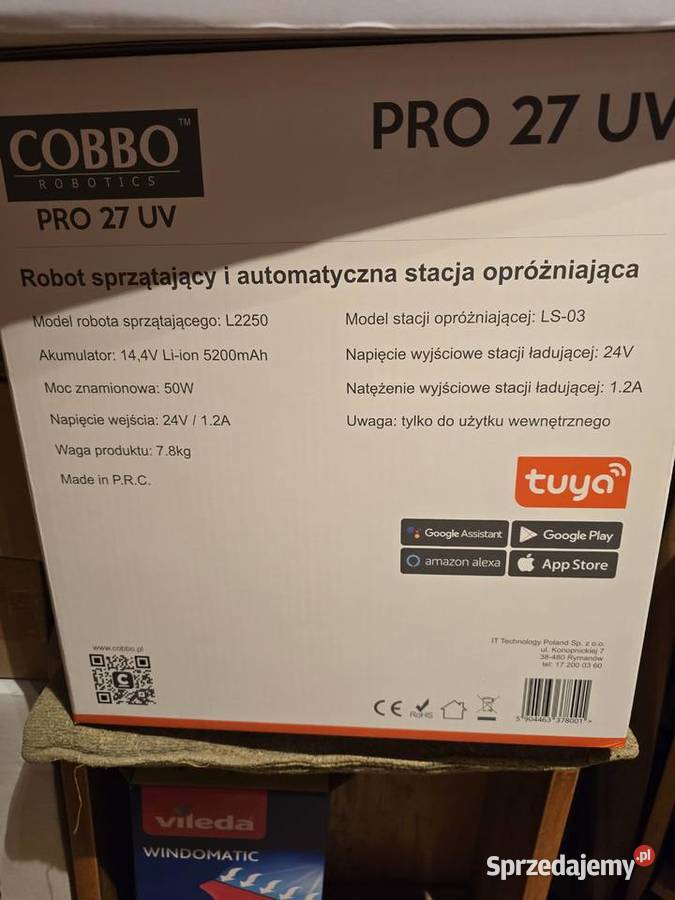 COBBO
TM
ROBOTICS
PRO 27 UV
PRO 27 UV
Robot sprzątający i automatyczna stacja opróżniająca
Model robota sprzątającego: L2250
Akumulator: 14,4V Li-ion 5200mAh
Moc znamionowa: 50W
Napięcie wejścia: 24V / 1.2A
Waga produktu: 7.8kg
Made in P.R.C.
Model stacji opróżniającej: LS-03
Napięcie wyjściowe stacji ładującej: 24V
Natężenie wyjściowe stacji ładującej: 1.2A
Uwaga: tylko do użytku wewnętrznego
tuya
Google Assistant
Google Play
amazon alexa
App Store
www.cobbo.pl
C
IT Technology Poland Sp. z o.o.
ul. Konopnickiej 7
38-480 Rymanów
tel: 17 200 03 60
CE
RoHS
5 904463 378001 >
vileda
WINDOMATIC
Sprzedajemy.pl